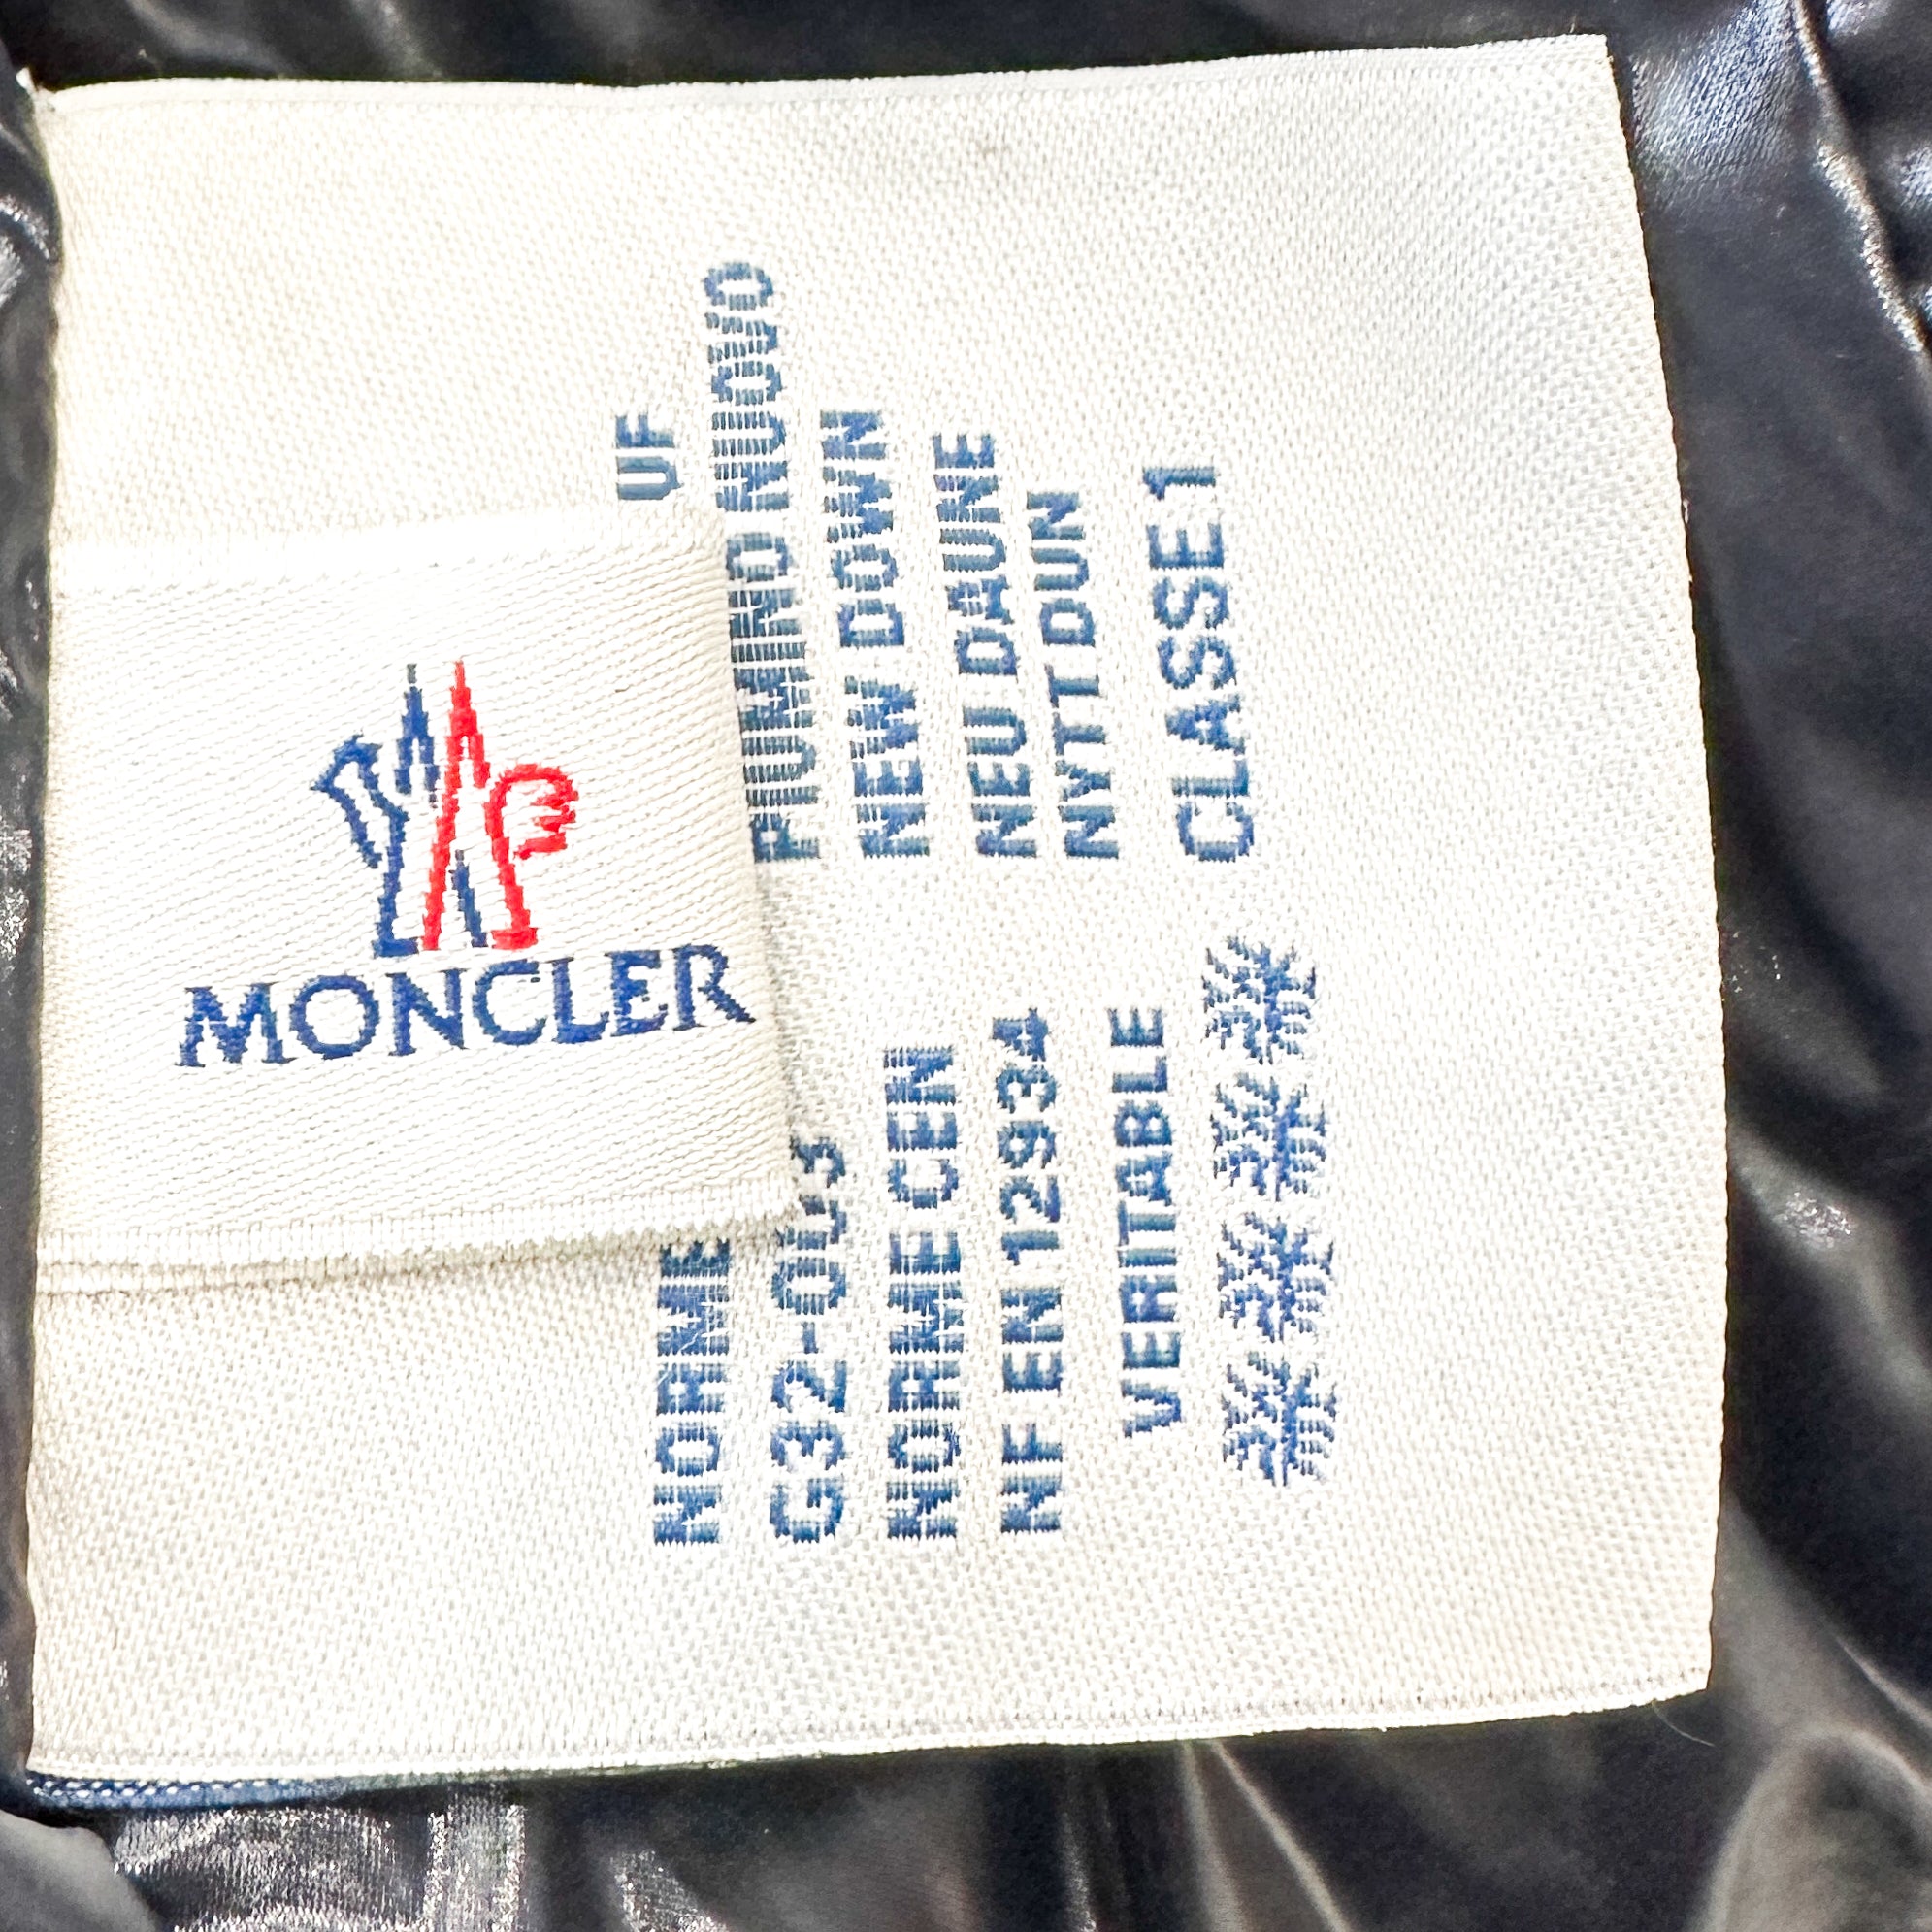 MONCLER
UF
PIUMINO NUOVO
NEW DOWN
NEU DAUNE
NYTT DUN
CLASSE 1
NORME
G32-003
NORME CEN
NF EN 12934
VERITABLE